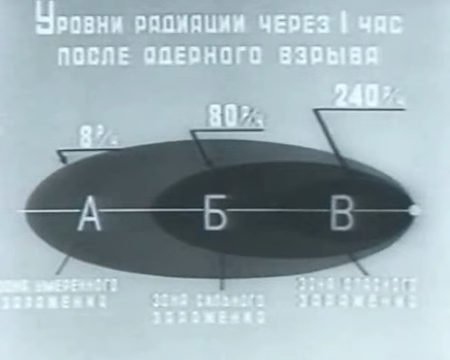 Уровни радиации через 1 час
после ядерного взрыва
240 Р/ч
80 Р/ч
8 Р/ч
А Б В
зона умеренного
заражения
зона сильного
заражения
зона опасного
заражения